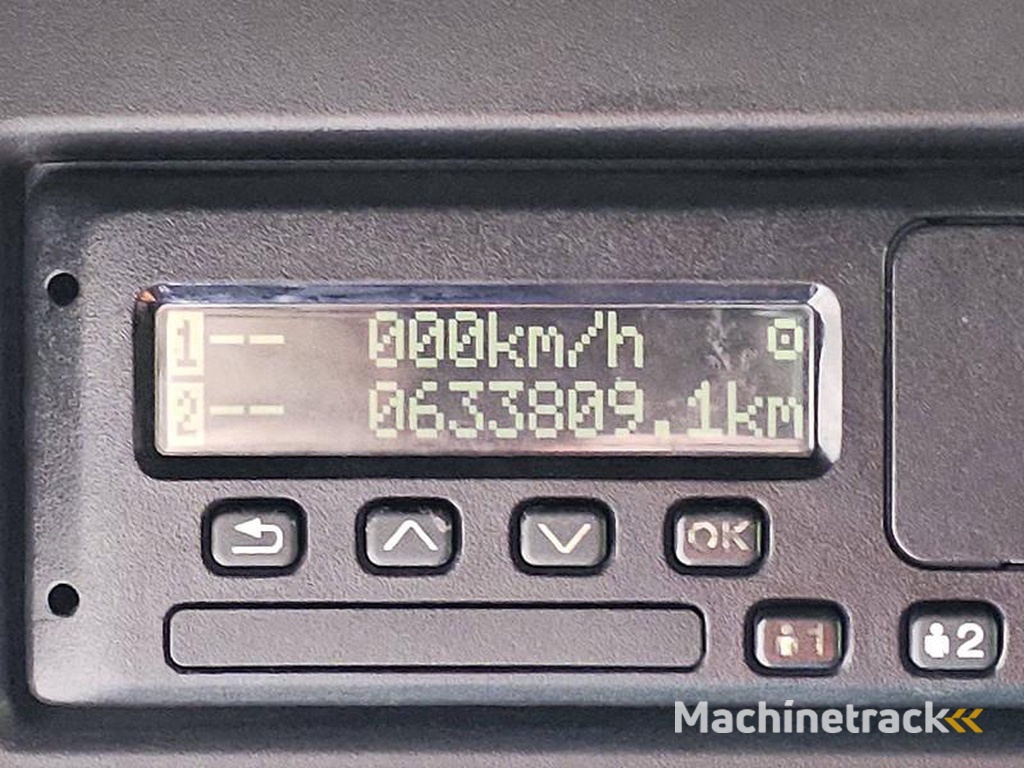 1-- 000km/h
2-- 0633809.1km
OK
1
2
Machinetrack